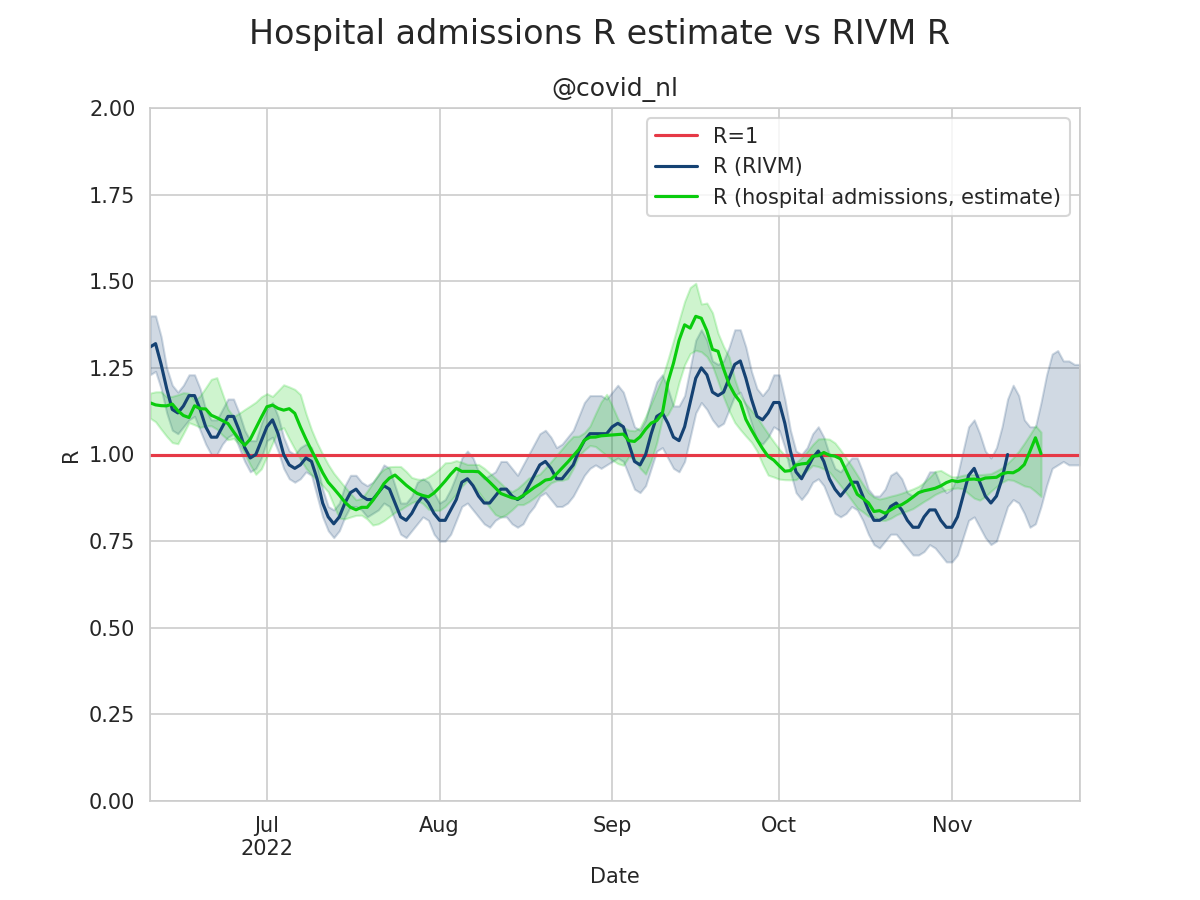 Hospital admissions R estimate vs RIVM R
@covid_nl
R=1
R (RIVM)
R (hospital admissions, estimate)
2.00
1.75
1.50
1.25
1.00
0.75
0.50
0.25
0.00
R
Jul
2022
Aug
Sep
Oct
Nov
Date